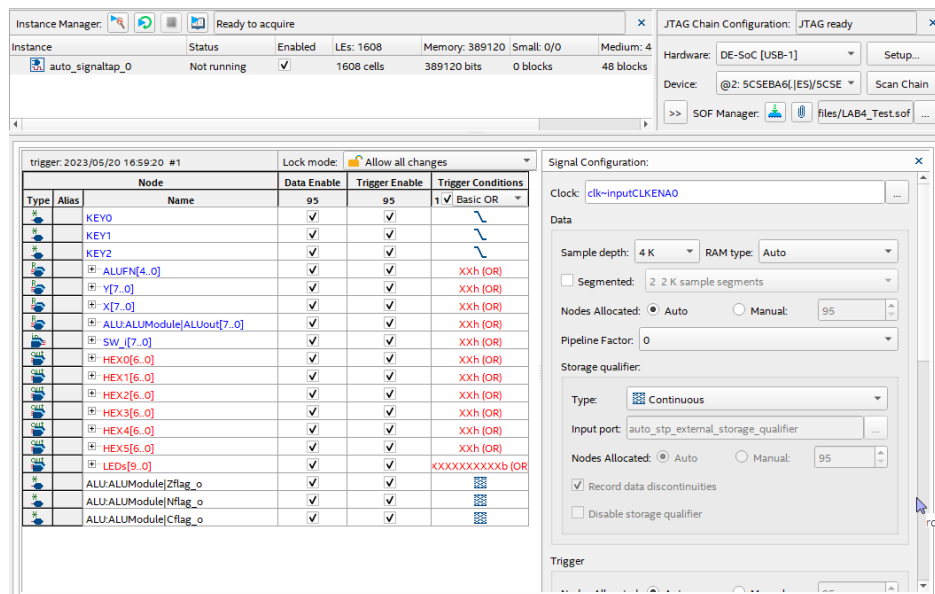 Instance Manager: Ready to acquire × JTAG Chain Configuration: JTAG ready ×
Instance Status Enabled LEs: 1608 Memory: 389120 Small: 0/0 Medium: 4
auto_signaltap_0 Not running 1608 cells 389120 bits 0 blocks 48 blocks
Hardware: DE-SoC [USB-1] Setup...
Device: @2: 5CSEBA6(.|ES)/5CSE Scan Chain
>> SOF Manager: files/LAB4_Test.sof ...
trigger: 2023/05/20 16:59:20 #1 Lock mode: Allow all changes
Node Data Enable Trigger Enable Trigger Conditions
Type Alias Name 95 95 1 Basic OR
KEY0
KEY1
KEY2
ALUFN[4..0] XXh (OR)
Y[7..0] XXh (OR)
X[7..0] XXh (OR)
ALU:ALUModule|ALUout[7..0] XXh (OR)
SW_i[7..0] XXh (OR)
HEX0[6..0] XXh (OR)
HEX1[6..0] XXh (OR)
HEX2[6..0] XXh (OR)
HEX3[6..0] XXh (OR)
HEX4[6..0] XXh (OR)
HEX5[6..0] XXh (OR)
LEDs[9..0] XXXXXXXXXXb (OR
ALU:ALUModule|Zflag_o
ALU:ALUModule|Nflag_o
ALU:ALUModule|Cflag_o
Signal Configuration: ×
Clock: clk~inputCLKENA0 ...
Data
Sample depth: 4 K RAM type: Auto
Segmented: 2 2 K sample segments
Nodes Allocated: Auto Manual: 95
Pipeline Factor: 0
Storage qualifier:
Type: Continuous
Input port: auto_stp_external_storage_qualifier ...
Nodes Allocated: Auto Manual: 95
Record data discontinuities
Disable storage qualifier
Trigger